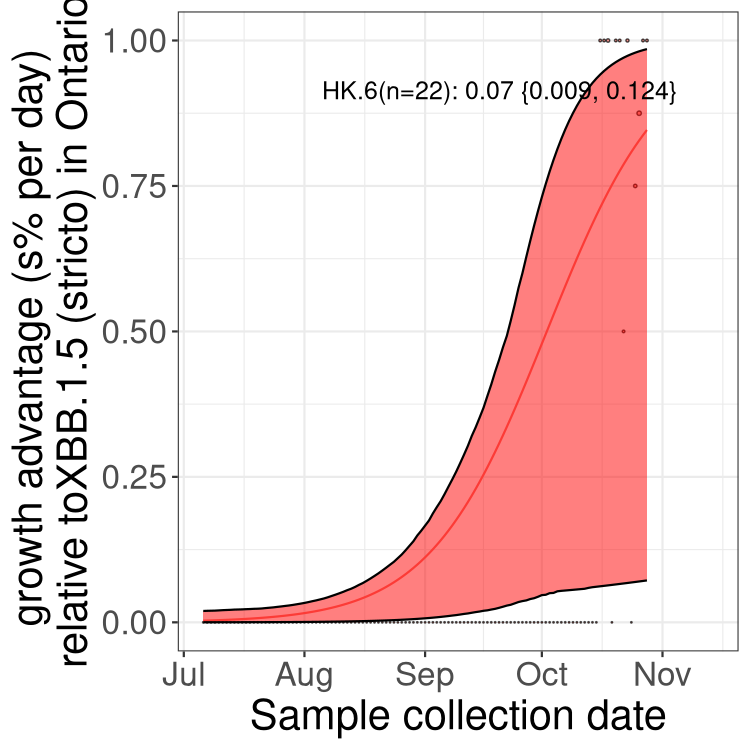 growth advantage (s% per day)
relative toXBB.1.5 (stricto) in Ontario
1.00
0.75
0.50
0.25
0.00
HK.6(n=22): 0.07 {0.009, 0.124}
Jul Aug Sep Oct Nov
Sample collection date